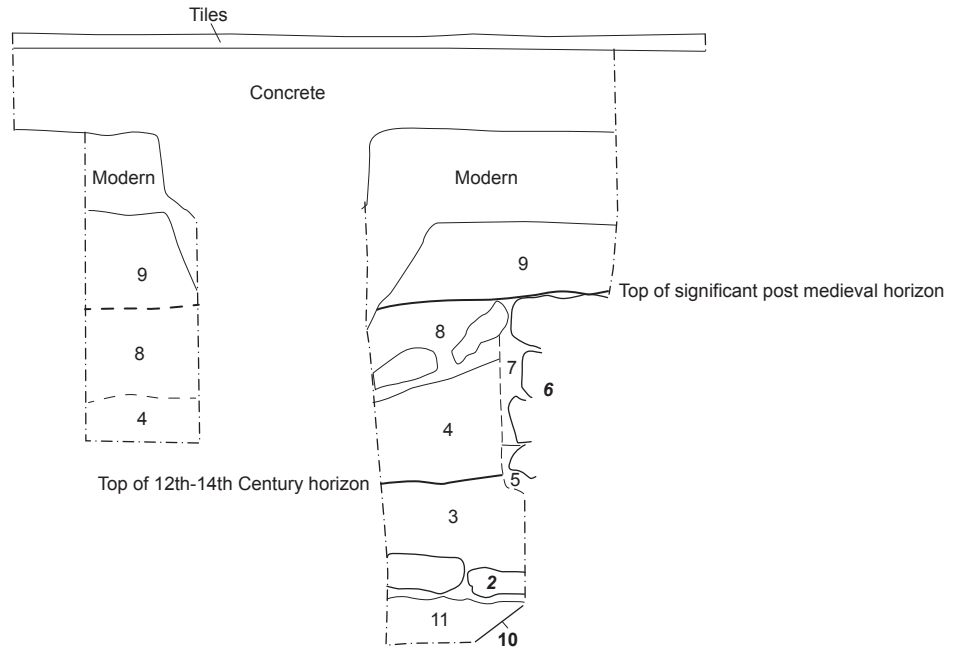 Tiles
Concrete
Modern
Modern
9
9
Top of significant post medieval horizon
8
8
7
6
4
4
Top of 12th-14th Century horizon
5
3
2
11
10